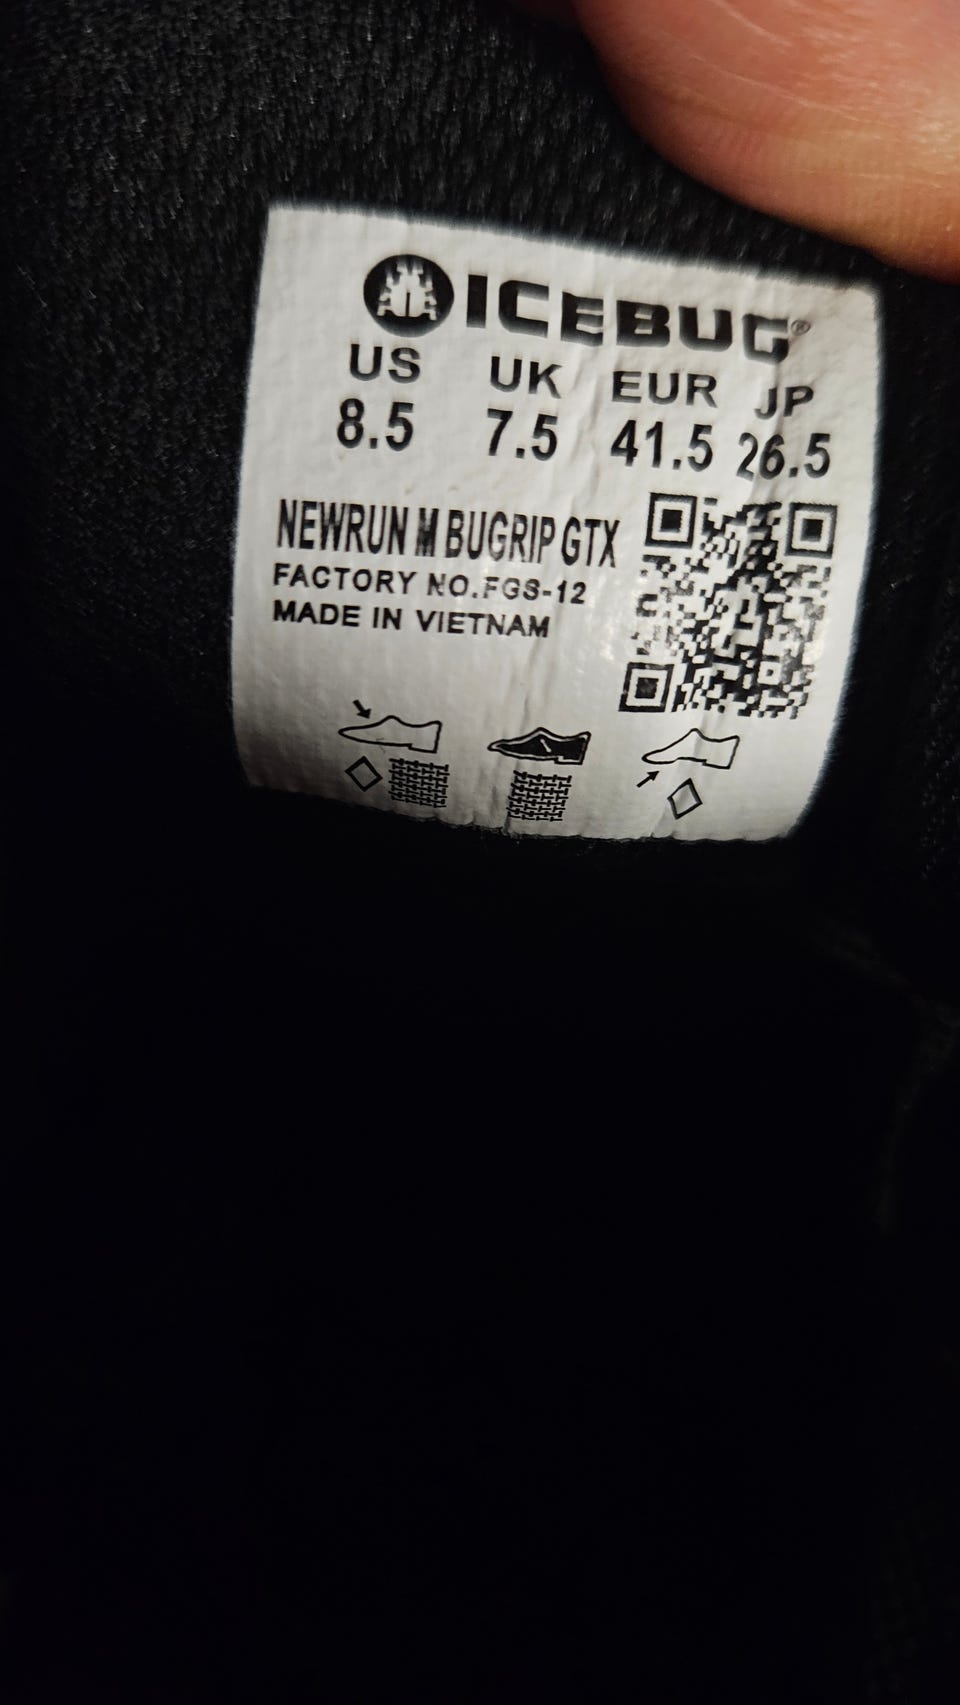 ICEBUG®
US UK EUR JP
8.5 7.5 41.5 26.5
NEWRUN M BUGRIP GTX
FACTORY NO.FGS-12
MADE IN VIETNAM